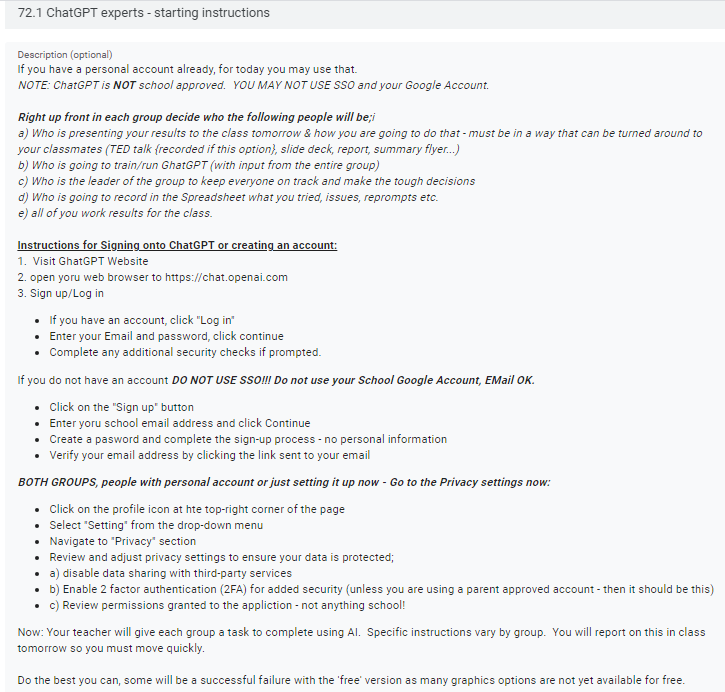 72.1 ChatGPT experts - starting instructions
Description (optional)
If you have a personal account already, for today you may use that.
NOTE: ChatGPT is NOT school approved.  YOU MAY NOT USE SSO and your Google Account.
Right up front in each group decide who the following people will be;i
a) Who is presenting your results to the class tomorrow & how you are going to do that - must be in a way that can be turned around to
your classmates (TED talk {recorded if this option}, slide deck, report, summary flyer...)
b) Who is going to train/run GhatGPT (with input from the entire group)
c) Who is the leader of the group to keep everyone on track and make the tough decisions
d) Who is going to record in the Spreadsheet what you tried, issues, reprompts etc.
e) all of you work results for the class.
Instructions for Signing onto ChatGPT or creating an account:
1.  Visit GhatGPT Website
2. open yoru web browser to https://chat.openai.com
3. Sign up/Log in
• If you have an account, click "Log in"
• Enter your Email and password, click continue
• Complete any additional security checks if prompted.
If you do not have an account DO NOT USE SSO!!! Do not use your School Google Account, EMail OK.
• Click on the "Sign up" button
• Enter yoru school email address and click Continue
• Create a pasword and complete the sign-up process - no personal information
• Verify your email address by clicking the link sent to your email
BOTH GROUPS, people with personal account or just setting it up now - Go to the Privacy settings now:
• Click on the profile icon at hte top-right corner of the page
• Select "Setting" from the drop-down menu
• Navigate to "Privacy" section
• Review and adjust privacy settings to ensure your data is protected;
• a) disable data sharing with third-party services
• b) Enable 2 factor authentication (2FA) for added security (unless you are using a parent approved account - then it should be this)
• c) Review permissions granted to the appliction - not anything school!
Now: Your teacher will give each group a task to complete using AI.  Specific instructions vary by group.  You will report on this in class
tomorrow so you must move quickly.
Do the best you can, some will be a successful failure with the 'free' version as many graphics options are not yet available for free.